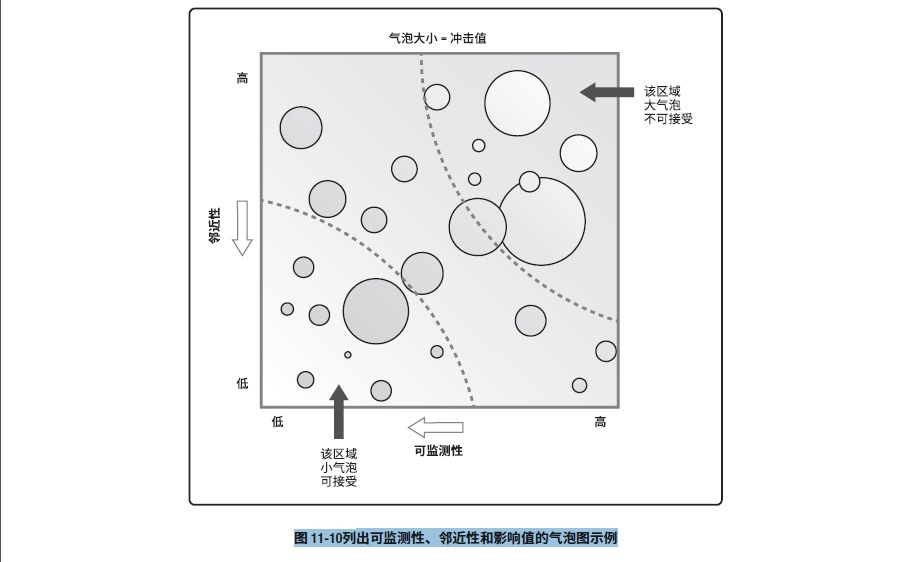 气泡大小 = 冲击值
高
该区域
大气泡
不可接受
邻近性
低
低
高
可监测性
该区域
小气泡
可接受
图 11-10列出可监测性、邻近性和影响值的气泡图示例